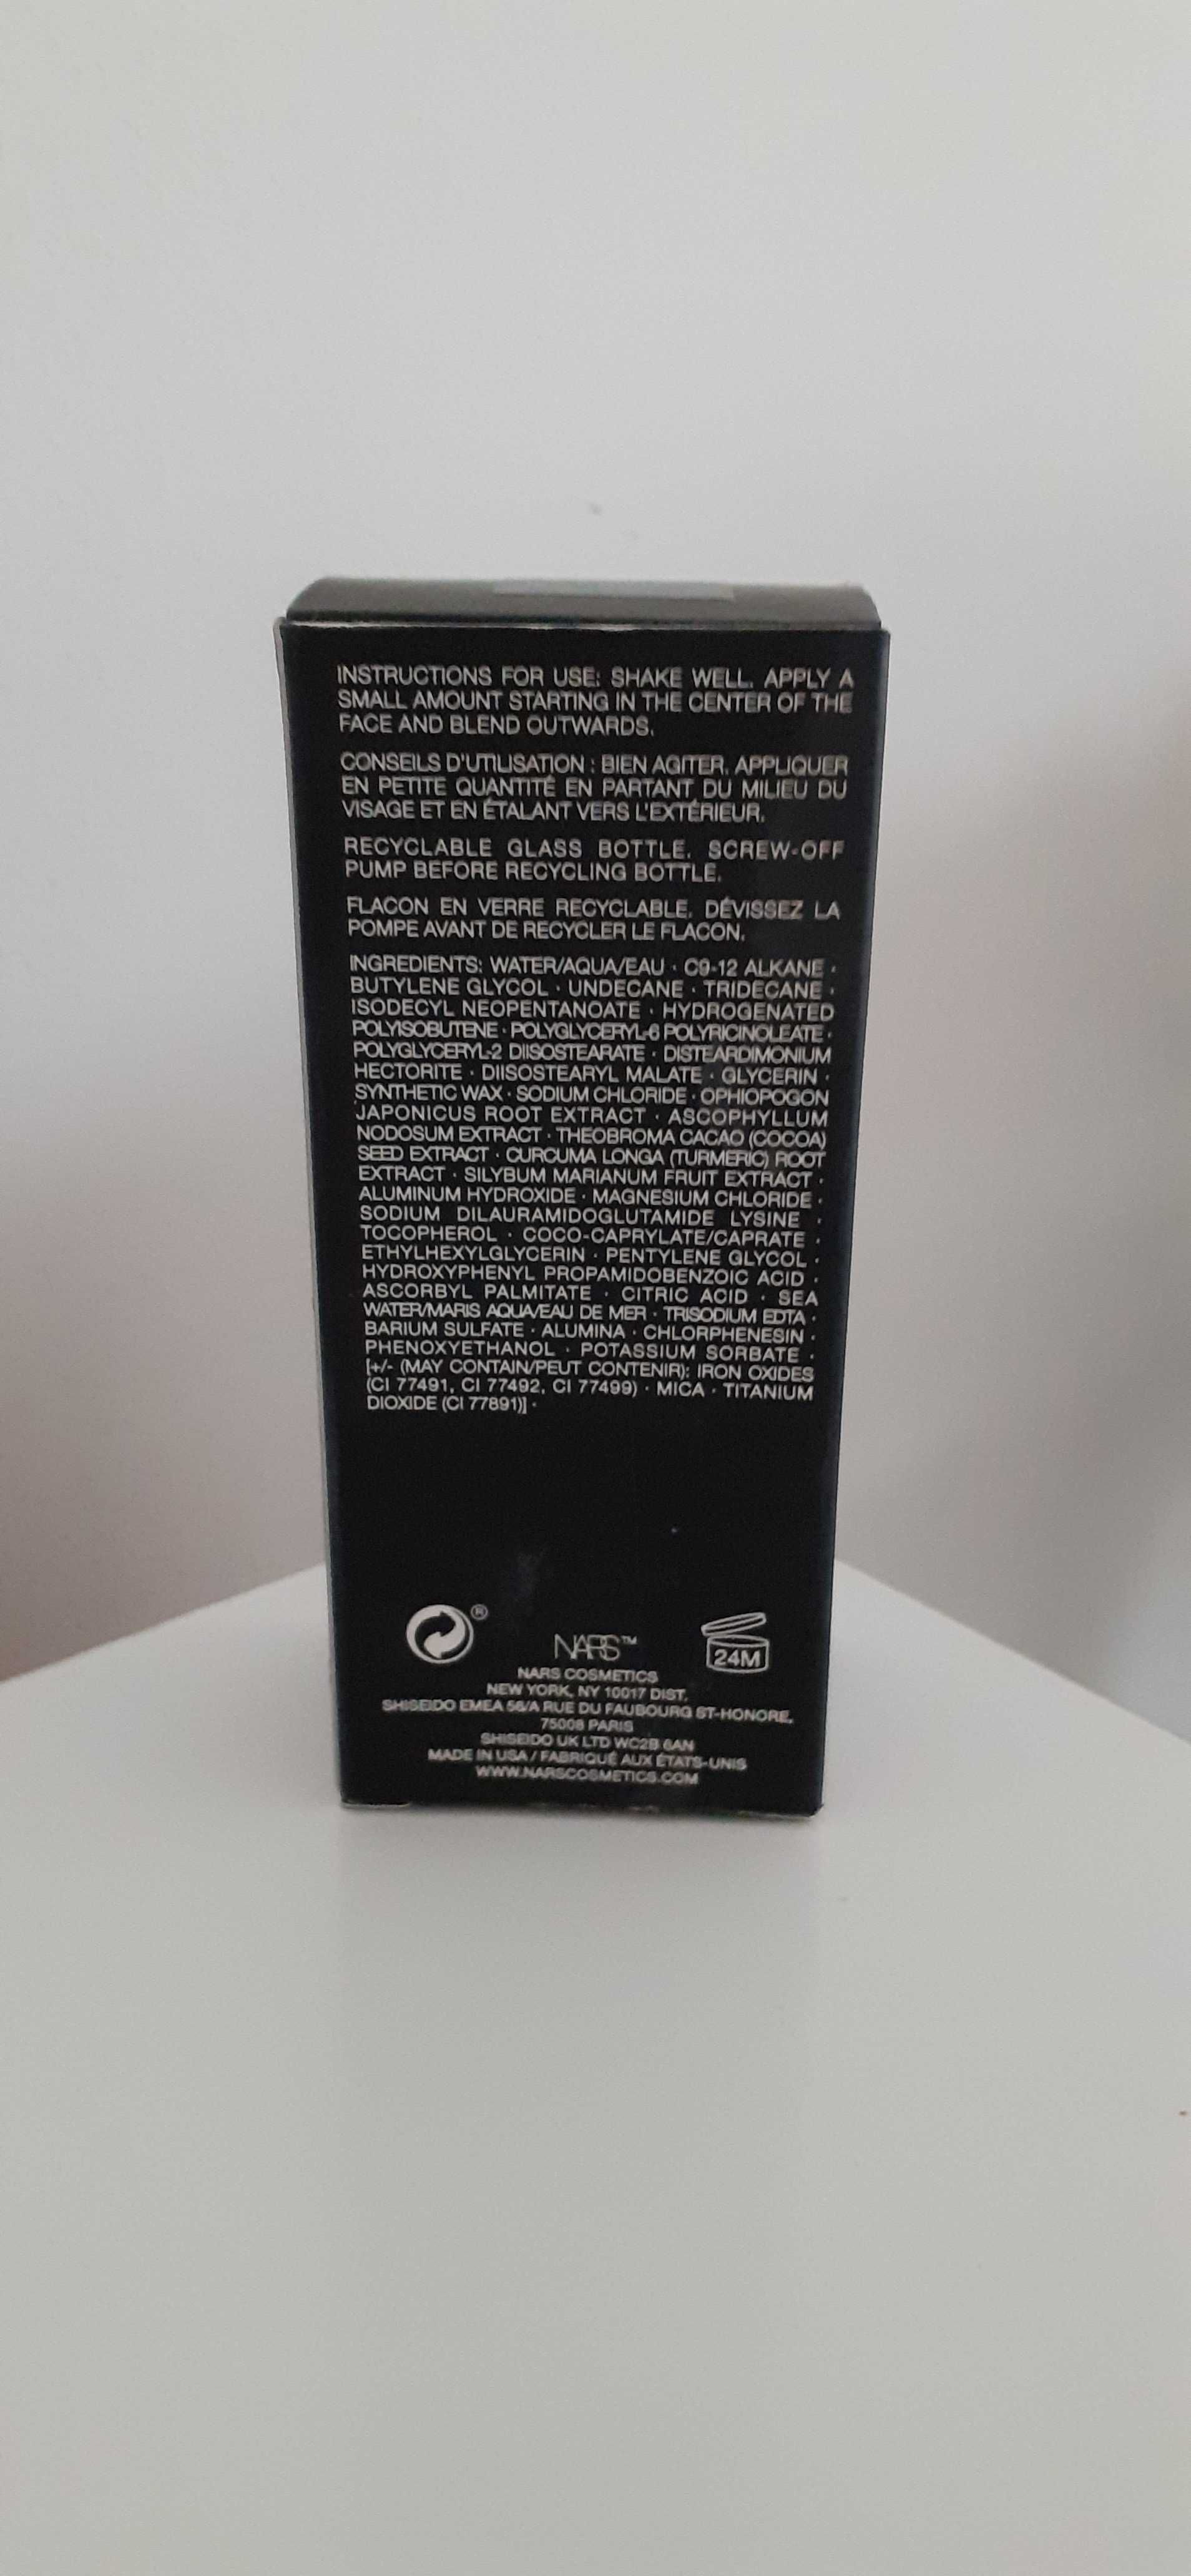 INSTRUCTIONS FOR USE: SHAKE WELL. APPLY A
SMALL AMOUNT STARTING IN THE CENTER OF THE
FACE AND BLEND OUTWARDS.
CONSEILS D'UTILISATION : BIEN AGITER. APPLIQUER
EN PETITE QUANTITÉ EN PARTANT DU MILIEU DU
VISAGE ET EN ÉTALANT VERS L'EXTÉRIEUR.
RECYCLABLE GLASS BOTTLE. SCREW-OFF
PUMP BEFORE RECYCLING BOTTLE.
FLACON EN VERRE RECYCLABLE. DÉVISSEZ LA
POMPE AVANT DE RECYCLER LE FLACON.
INGREDIENTS: WATER/AQUA/EAU · C9-12 ALKANE ·
BUTYLENE GLYCOL · UNDECANE · TRIDECANE ·
ISODECYL NEOPENTANOATE · HYDROGENATED
POLYISOBUTENE · POLYGLYCERYL-6 POLYRICINOLEATE ·
POLYGLYCERYL-2 DIISOSTEARATE · DISTEARDIMONIUM
HECTORITE · DIISOSTEARYL MALATE · GLYCERIN ·
SYNTHETIC WAX · SODIUM CHLORIDE · OPHIOPOGON
JAPONICUS ROOT EXTRACT · ASCOPHYLLUM
NODOSUM EXTRACT · THEOBROMA CACAO (COCOA)
SEED EXTRACT · CURCUMA LONGA (TURMERIC) ROOT
EXTRACT · SILYBUM MARIANUM FRUIT EXTRACT ·
ALUMINUM HYDROXIDE · MAGNESIUM CHLORIDE ·
SODIUM DILAURAMIDOGLUTAMIDE LYSINE ·
TOCOPHEROL · COCO-CAPRYLATE/CAPRATE ·
ETHYLHEXYLGLYCERIN · PENTYLENE GLYCOL ·
HYDROXYPHENYL PROPAMIDOBENZOIC ACID ·
ASCORBYL PALMITATE · CITRIC ACID · SEA
WATER/MARIS AQUA/EAU DE MER · TRISODIUM EDTA ·
BARIUM SULFATE · ALUMINA · CHLORPHENESIN ·
PHENOXYETHANOL · POTASSIUM SORBATE ·
[+/- (MAY CONTAIN/PEUT CONTENIR): IRON OXIDES
(CI 77491, CI 77492, CI 77499) · MICA · TITANIUM
DIOXIDE (CI 77891)] ·
®
NARS™
24M
NARS COSMETICS
NEW YORK, NY 10017 DIST.
SHISEIDO EMEA 56/A RUE DU FAUBOURG ST-HONORE,
75008 PARIS
SHISEIDO UK LTD WC2B 6AN
MADE IN USA / FABRIQUÉ AUX ÉTATS-UNIS
WWW.NARSCOSMETICS.COM